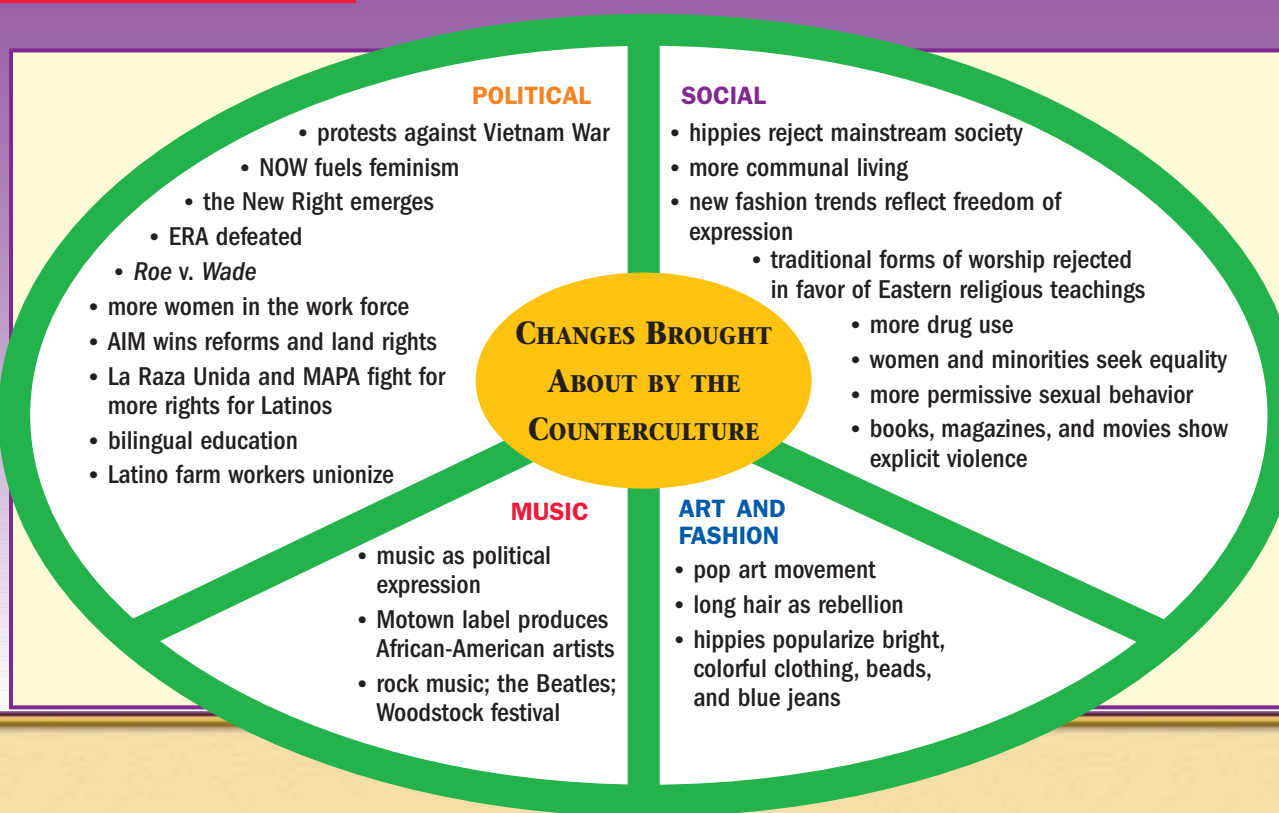 POLITICAL
• protests against Vietnam War
• NOW fuels feminism
• the New Right emerges
• ERA defeated
• Roe v. Wade
• more women in the work force
• AIM wins reforms and land rights
• La Raza Unida and MAPA fight for
more rights for Latinos
• bilingual education
• Latino farm workers unionize
SOCIAL
• hippies reject mainstream society
• more communal living
• new fashion trends reflect freedom of
expression
• traditional forms of worship rejected
in favor of Eastern religious teachings
• more drug use
• women and minorities seek equality
• more permissive sexual behavior
• books, magazines, and movies show
explicit violence
CHANGES BROUGHT
ABOUT BY THE
COUNTERCULTURE
MUSIC
• music as political
expression
• Motown label produces
African-American artists
• rock music; the Beatles;
Woodstock festival
ART AND
FASHION
• pop art movement
• long hair as rebellion
• hippies popularize bright,
colorful clothing, beads,
and blue jeans